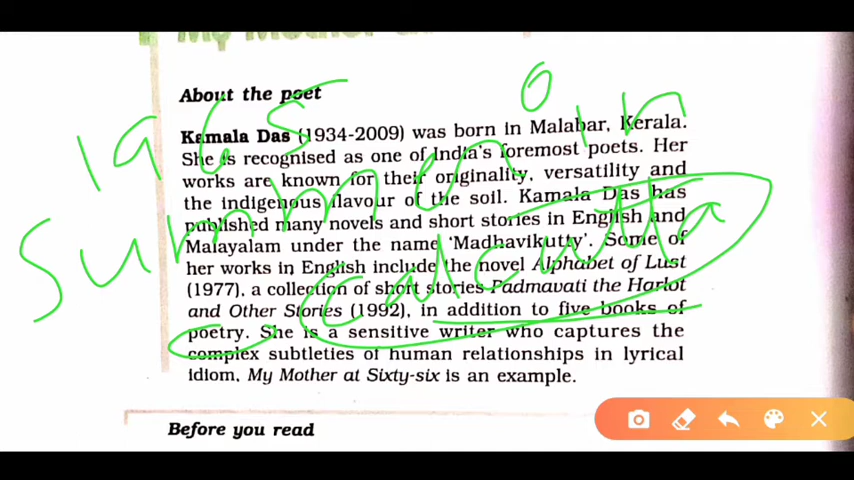 My Mother
About the poet
1965
Kamala Das (1934-2009) was born in Malabar, Kerala.
She is recognised as one of India's foremost poets. Her
works are known for their originality, versatility and
the indigenous flavour of the soil. Kamala Das has
published many novels and short stories in English and
Malayalam under the name 'Madhavikutty'. Some of
her works in English include the novel Alphabet of Lust
(1977), a collection of short stories Padmavati the Harlot
and Other Stories (1992), in addition to five books of
poetry. She is a sensitive writer who captures the
complex subtleties of human relationships in lyrical
idiom, My Mother at Sixty-six is an example.
Summer in
Calcutta
Before you read